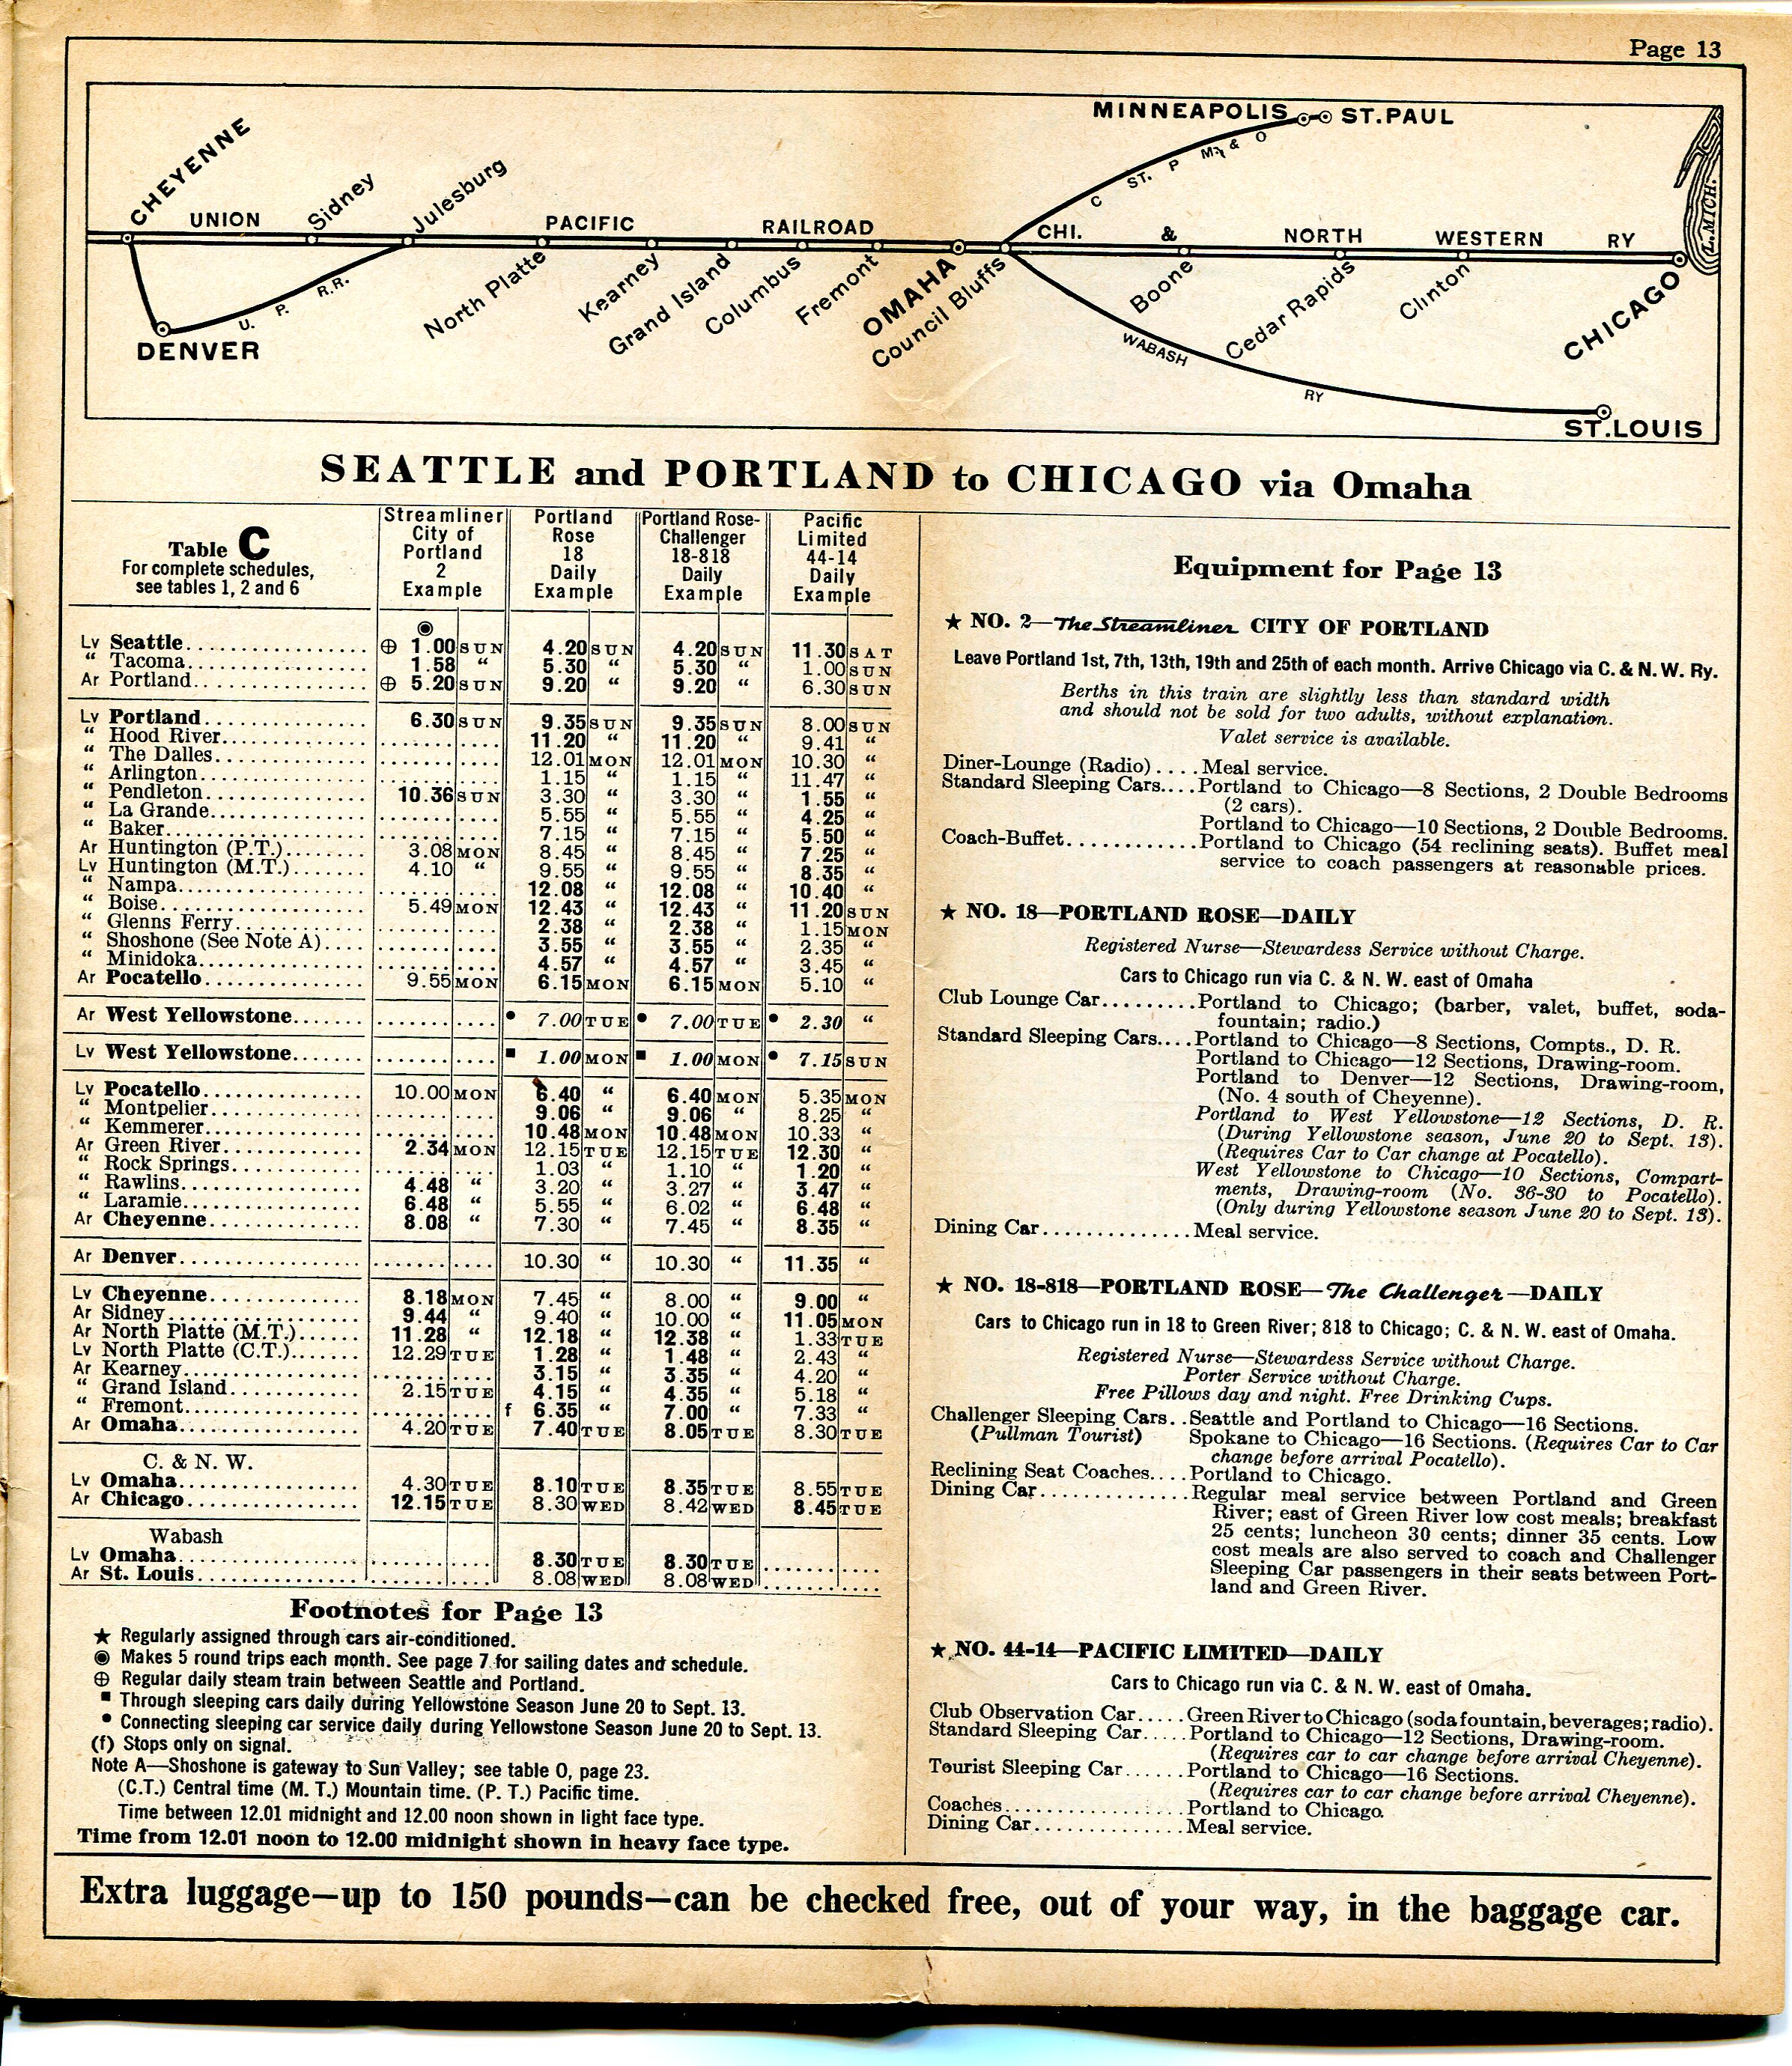 Page 13
MINNEAPOLIS ST.PAUL
CHEYENNE
Sidney
Julesburg
C ST. P M. & O
L. MICH.
UNION PACIFIC RAILROAD CHI. & NORTH WESTERN RY
U. P. R.R.
North Platte
Kearney
Grand Island
Columbus
Fremont
OMAHA
Council Bluffs
Boone
Cedar Rapids
Clinton
CHICAGO
DENVER
WABASH RY
ST.LOUIS
SEATTLE and PORTLAND to CHICAGO via Omaha
Table C
For complete schedules,
see tables 1, 2 and 6
Streamliner City of Portland 2 Example
Portland Rose 18 Daily Example
Portland Rose-Challenger 18-818 Daily Example
Pacific Limited 44-14 Daily Example
◉
Lv Seattle ⊕ 1.00 SUN 4.20 SUN 4.20 SUN 11.30 SAT
“ Tacoma 1.58 “ 5.30 “ 5.30 “ 1.00 SUN
Ar Portland ⊕ 5.20 SUN 9.20 “ 9.20 “ 6.30 SUN
Lv Portland 6.30 SUN 9.35 SUN 9.35 SUN 8.00 SUN
“ Hood River 11.20 “ 11.20 “ 9.41 “
“ The Dalles 12.01 MON 12.01 MON 10.30 “
“ Arlington 1.15 “ 1.15 “ 11.47 “
“ Pendleton 10.36 SUN 3.30 “ 3.30 “ 1.55 “
“ La Grande 5.55 “ 5.55 “ 4.25 “
“ Baker 7.15 “ 7.15 “ 5.50 “
Ar Huntington (P.T.) 3.08 MON 8.45 “ 8.45 “ 7.25 “
Lv Huntington (M.T.) 4.10 “ 9.55 “ 9.55 “ 8.35 “
“ Nampa 12.08 “ 12.08 “ 10.40 “
“ Boise 5.49 MON 12.43 “ 12.43 “ 11.20 SUN
“ Glenns Ferry 2.38 “ 2.38 “ 1.15 MON
“ Shoshone (See Note A) 3.55 “ 3.55 “ 2.35 “
“ Minidoka 4.57 “ 4.57 “ 3.45 “
Ar Pocatello 9.55 MON 6.15 MON 6.15 MON 5.10 “
Ar West Yellowstone ● 7.00 TUE ● 7.00 TUE ● 2.30 “
Lv West Yellowstone ■ 1.00 MON ■ 1.00 MON ● 7.15 SUN
Lv Pocatello 10.00 MON 6.40 “ 6.40 MON 5.35 MON
“ Montpelier 9.06 “ 9.06 “ 8.25 “
“ Kemmerer 10.48 MON 10.48 MON 10.33 “
Ar Green River 2.34 MON 12.15 TUE 12.15 TUE 12.30 “
“ Rock Springs 1.03 “ 1.10 “ 1.20 “
“ Rawlins 4.48 “ 3.20 “ 3.27 “ 3.47 “
“ Laramie 6.48 “ 5.55 “ 6.02 “ 6.48 “
Ar Cheyenne 8.08 “ 7.30 “ 7.45 “ 8.35 “
Ar Denver 10.30 “ 10.30 “ 11.35 “
Lv Cheyenne 8.18 MON 7.45 “ 8.00 “ 9.00 “
Ar Sidney 9.44 “ 9.40 “ 10.00 “ 11.05 MON
Ar North Platte (M.T.) 11.28 “ 12.18 “ 12.38 “ 1.33 TUE
Lv North Platte (C.T.) 12.29 TUE 1.28 “ 1.48 “ 2.43 “
Ar Kearney 3.15 “ 3.35 “ 4.20 “
“ Grand Island 2.15 TUE 4.15 “ 4.35 “ 5.18 “
“ Fremont f 6.35 “ 7.00 “ 7.33 “
Ar Omaha 4.20 TUE 7.40 TUE 8.05 TUE 8.30 TUE
C. & N. W.
Lv Omaha 4.30 TUE 8.10 TUE 8.35 TUE 8.55 TUE
Ar Chicago 12.15 TUE 8.30 WED 8.42 WED 8.45 TUE
Wabash
Lv Omaha 8.30 TUE 8.30 TUE
Ar St. Louis 8.08 WED 8.08 WED
Footnotes for Page 13
★ Regularly assigned through cars air-conditioned.
◉ Makes 5 round trips each month. See page 7 for sailing dates and schedule.
⊕ Regular daily steam train between Seattle and Portland.
■ Through sleeping cars daily during Yellowstone Season June 20 to Sept. 13.
● Connecting sleeping car service daily during Yellowstone Season June 20 to Sept. 13.
(f) Stops only on signal.
Note A—Shoshone is gateway to Sun Valley; see table O, page 23.
(C.T.) Central time (M. T.) Mountain time. (P. T.) Pacific time.
Time between 12.01 midnight and 12.00 noon shown in light face type.
Time from 12.01 noon to 12.00 midnight shown in heavy face type.
Equipment for Page 13
★ NO. 2—The Streamliner CITY OF PORTLAND
Leave Portland 1st, 7th, 13th, 19th and 25th of each month. Arrive Chicago via C. & N. W. Ry.
Berths in this train are slightly less than standard width
and should not be sold for two adults, without explanation.
Valet service is available.
Diner-Lounge (Radio)....Meal service.
Standard Sleeping Cars....Portland to Chicago—8 Sections, 2 Double Bedrooms
(2 cars).
Portland to Chicago—10 Sections, 2 Double Bedrooms.
Coach-Buffet............Portland to Chicago (54 reclining seats). Buffet meal
service to coach passengers at reasonable prices.
★ NO. 18—PORTLAND ROSE—DAILY
Registered Nurse—Stewardess Service without Charge.
Cars to Chicago run via C. & N. W. east of Omaha
Club Lounge Car.........Portland to Chicago; (barber, valet, buffet, soda-
fountain; radio.)
Standard Sleeping Cars....Portland to Chicago—8 Sections, Compts., D. R.
Portland to Chicago—12 Sections, Drawing-room.
Portland to Denver—12 Sections, Drawing-room,
(No. 4 south of Cheyenne).
Portland to West Yellowstone—12 Sections, D. R.
(During Yellowstone season, June 20 to Sept. 13).
(Requires Car to Car change at Pocatello).
West Yellowstone to Chicago—10 Sections, Compart-
ments, Drawing-room (No. 36-30 to Pocatello).
(Only during Yellowstone season June 20 to Sept. 13).
Dining Car..............Meal service.
★ NO. 18-818—PORTLAND ROSE—The Challenger—DAILY
Cars to Chicago run in 18 to Green River; 818 to Chicago; C. & N. W. east of Omaha.
Registered Nurse—Stewardess Service without Charge.
Porter Service without Charge.
Free Pillows day and night. Free Drinking Cups.
Challenger Sleeping Cars..Seattle and Portland to Chicago—16 Sections.
(Pullman Tourist) Spokane to Chicago—16 Sections. (Requires Car to Car
change before arrival Pocatello).
Reclining Seat Coaches....Portland to Chicago.
Dining Car..............Regular meal service between Portland and Green
River; east of Green River low cost meals; breakfast
25 cents; luncheon 30 cents; dinner 35 cents. Low
cost meals are also served to coach and Challenger
Sleeping Car passengers in their seats between Port-
land and Green River.
★ NO. 44-14—PACIFIC LIMITED—DAILY
Cars to Chicago run via C. & N. W. east of Omaha.
Club Observation Car.....Green River to Chicago (soda fountain, beverages; radio).
Standard Sleeping Car.....Portland to Chicago—12 Sections, Drawing-room.
(Requires car to car change before arrival Cheyenne).
Tourist Sleeping Car......Portland to Chicago—16 Sections.
(Requires car to car change before arrival Cheyenne).
Coaches.................Portland to Chicago.
Dining Car..............Meal service.
Extra luggage—up to 150 pounds—can be checked free, out of your way, in the baggage car.